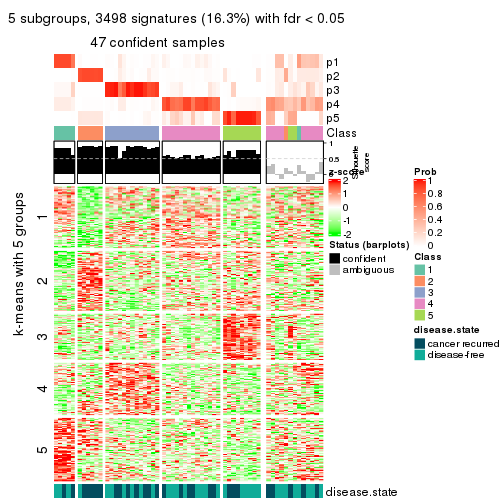 5 subgroups, 3498 signatures (16.3%) with fdr < 0.05
47 confident samples
p1
p2
p3
p4
p5
Class
1
0.5
0
Silhouette
score
k-means with 5 groups
1
2
3
4
5
disease.state
z-score
2
1
0
-1
-2
Status (barplots)
confident
ambiguous
Prob
1
0.8
0.6
0.4
0.2
0
Class
1
2
3
4
5
disease.state
cancer recurred
disease-free